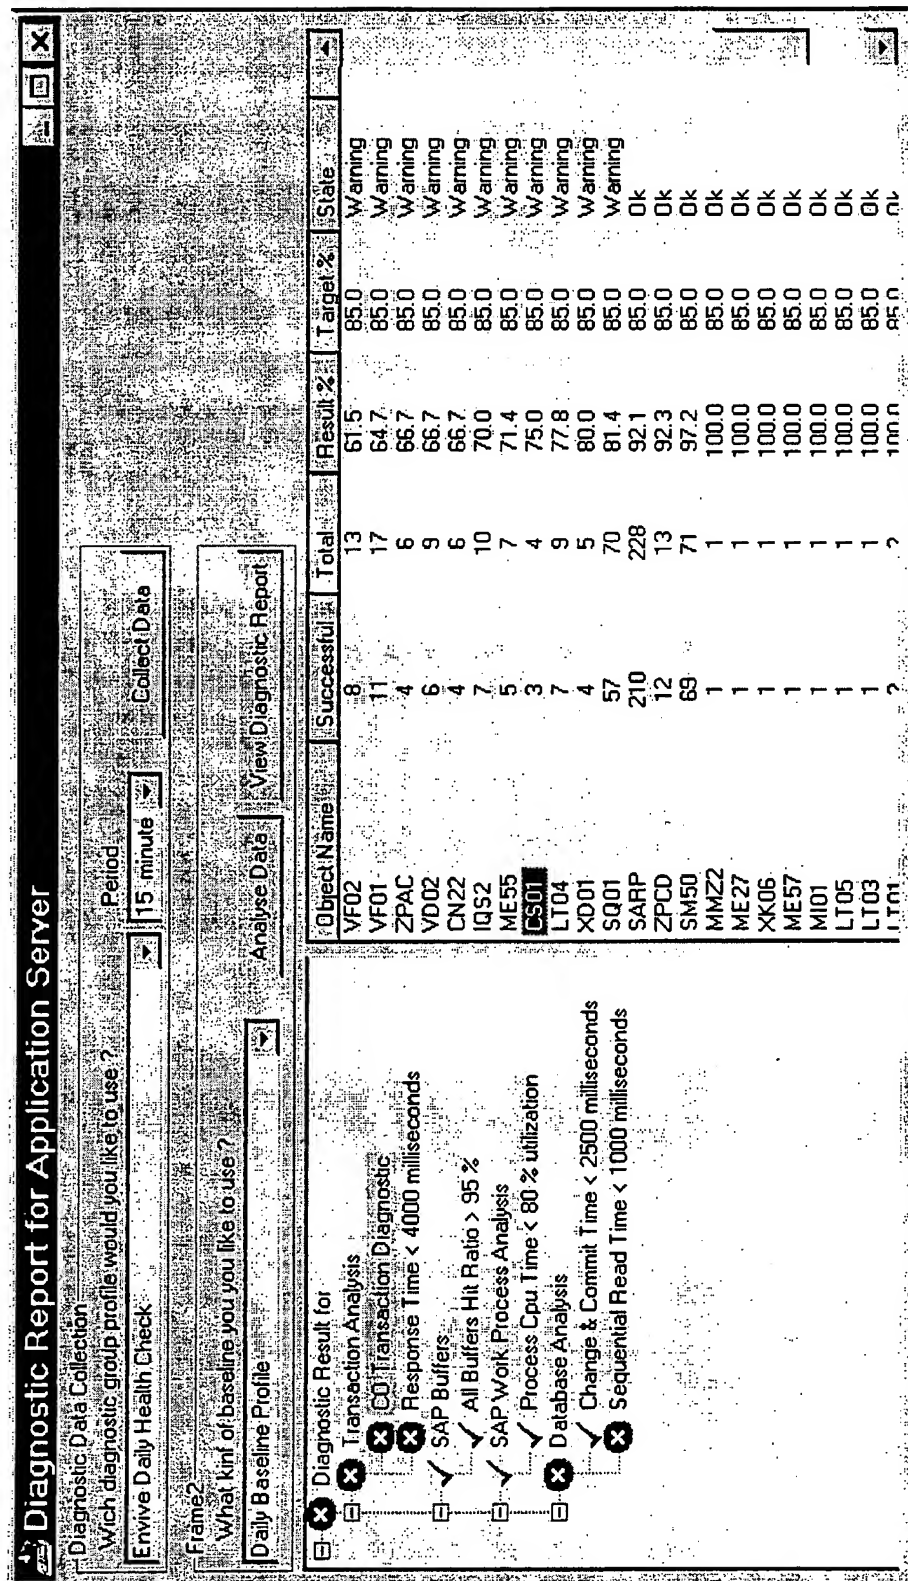 Diagnostic Report for Application Server
Diagnostic Data Collection
Wich diagnostic group profile would you like to use ?
Period
Envive Daily Health Check
15 minute
Collect Data
Frame2
What kinf of baseline you you like to use ?
Daily Baseline Profile
Analyse Data
View Diagnostic Report
Diagnostic Result for
Transaction Analysis
CO Transaction Diagnostic
Response Time < 4000 milliseconds
SAP Buffers
All Buffers Hit Ratio > 95 %
SAP Work Process Analysis
Process Cpu Time < 80 % utilization
Database Analysis
Change & Commit Time < 2500 milliseconds
Sequential Read Time < 1000 milliseconds
Object Name Successful Total Result % Target % State
VF02 8 13 61.5 85.0 Warning
VF01 11 17 64.7 85.0 Warning
ZPAC 4 6 66.7 85.0 Warning
VD02 6 9 66.7 85.0 Warning
CN22 4 6 66.7 85.0 Warning
IQS2 7 10 70.0 85.0 Warning
ME55 5 7 71.4 85.0 Warning
CS01 3 4 75.0 85.0 Warning
LT04 7 9 77.8 85.0 Warning
XD01 4 5 80.0 85.0 Warning
SQ01 57 70 81.4 85.0 Warning
SARP 210 228 92.1 85.0 Ok
ZPCD 12 13 92.3 85.0 Ok
SM50 69 71 97.2 85.0 Ok
MMZ2 1 1 100.0 85.0 Ok
ME27 1 1 100.0 85.0 Ok
XK06 1 1 100.0 85.0 Ok
ME57 1 1 100.0 85.0 Ok
MI01 1 1 100.0 85.0 Ok
LT05 1 1 100.0 85.0 Ok
LT03 1 1 100.0 85.0 Ok
100.0 85.0 Ok